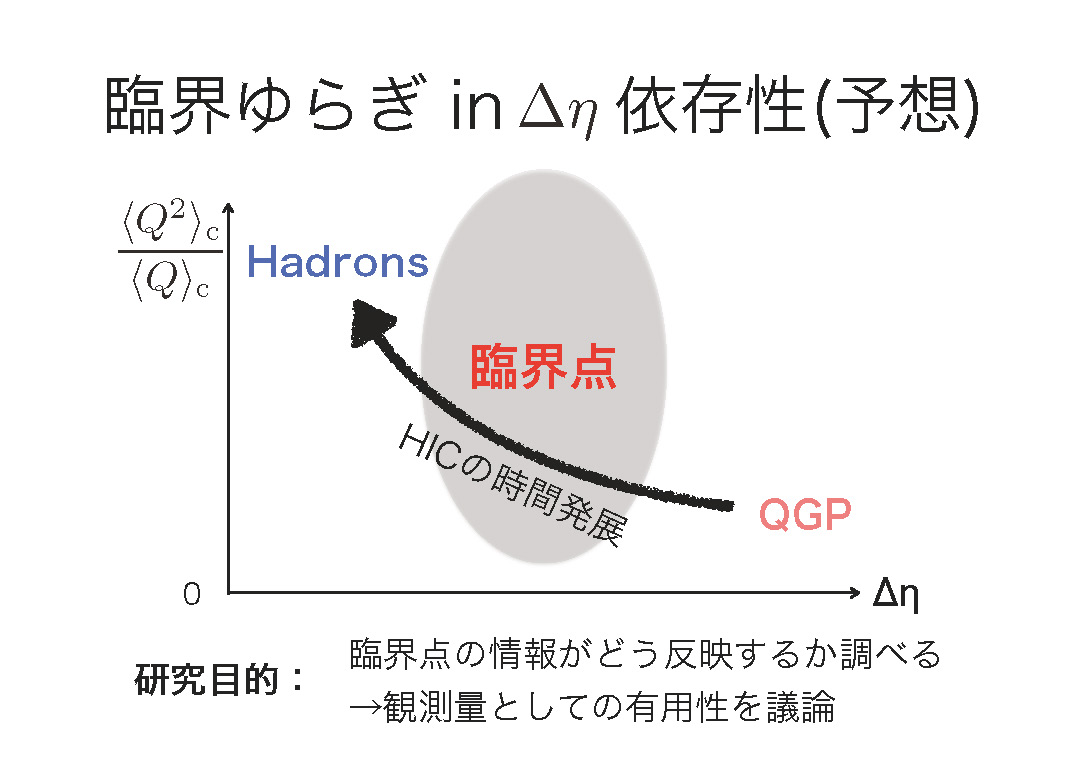 臨界ゆらぎ in Δη 依存性(予想)
⟨Q²⟩c
⟨Q⟩c
Hadrons
臨界点
HICの時間発展
QGP
0
Δη
研究目的：
臨界点の情報がどう反映するか調べる
→観測量としての有用性を議論